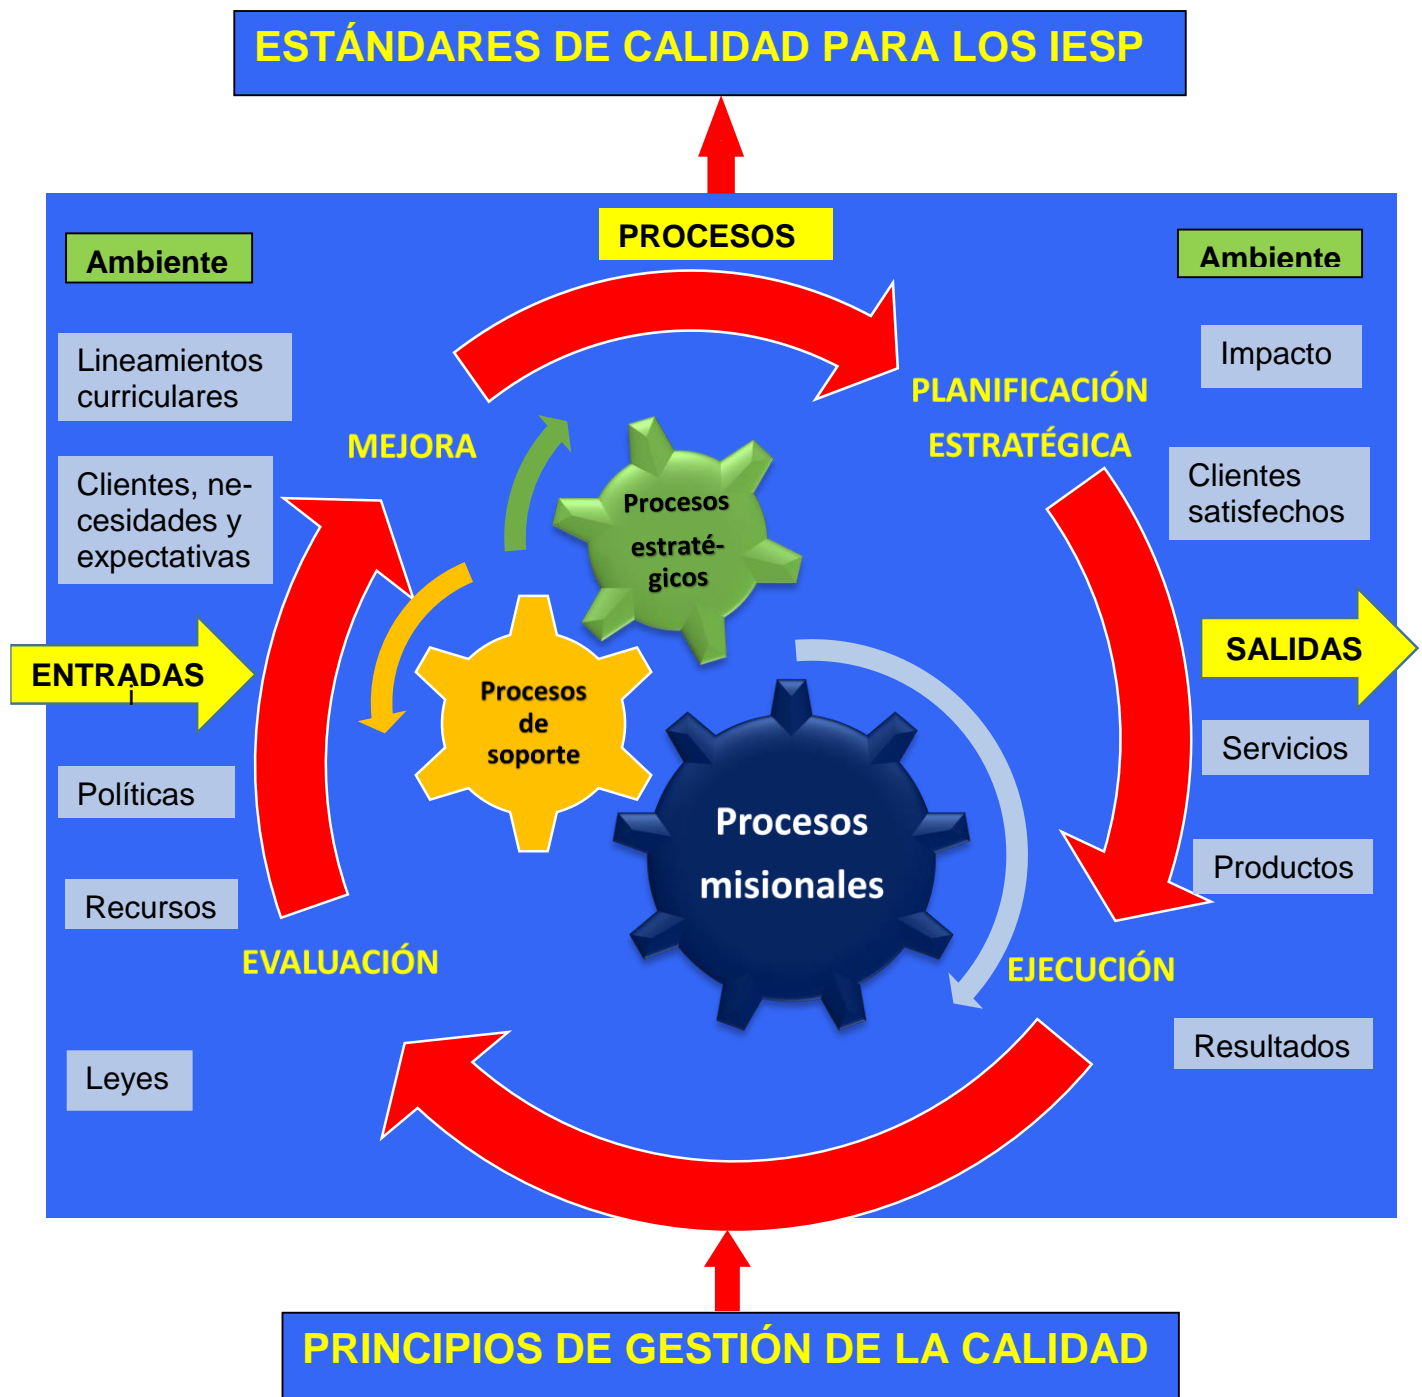 ESTÁNDARES DE CALIDAD PARA LOS IESP
PROCESOS
Ambiente
Lineamientos
curriculares
Clientes, ne-
cesidades y
expectativas
ENTRADAS
i
Políticas
Recursos
Leyes
MEJORA
PLANIFICACIÓN
ESTRATÉGICA
Procesos
estraté-
gicos
Procesos
de
soporte
Procesos
misionales
EVALUACIÓN
EJECUCIÓN
Ambiente
Impacto
Clientes
satisfechos
SALIDAS
Servicios
Productos
Resultados
PRINCIPIOS DE GESTIÓN DE LA CALIDAD